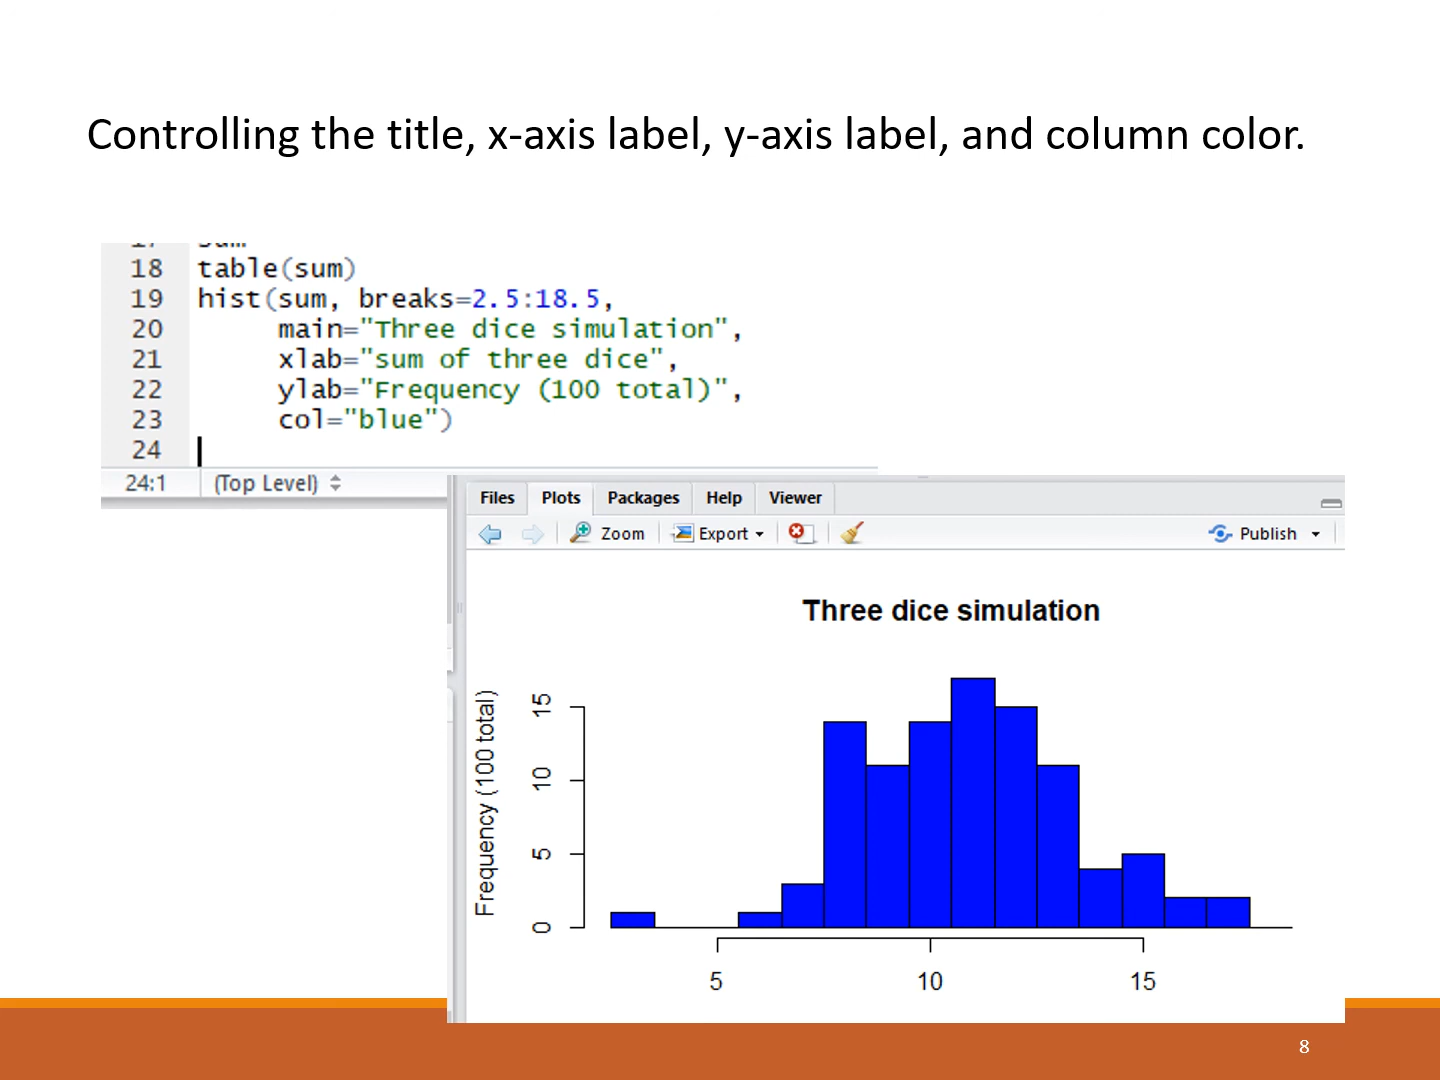 Controlling the title, x-axis label, y-axis label, and column color.
18 table(sum)
19 hist(sum, breaks=2.5:18.5,
20 main="Three dice simulation",
21 xlab="sum of three dice",
22 ylab="Frequency (100 total)",
23 col="blue")
24
24:1 (Top Level)
Files Plots Packages Help Viewer
Zoom Export Publish
Three dice simulation
Frequency (100 total)
15
10
5
0
5 10 15
8